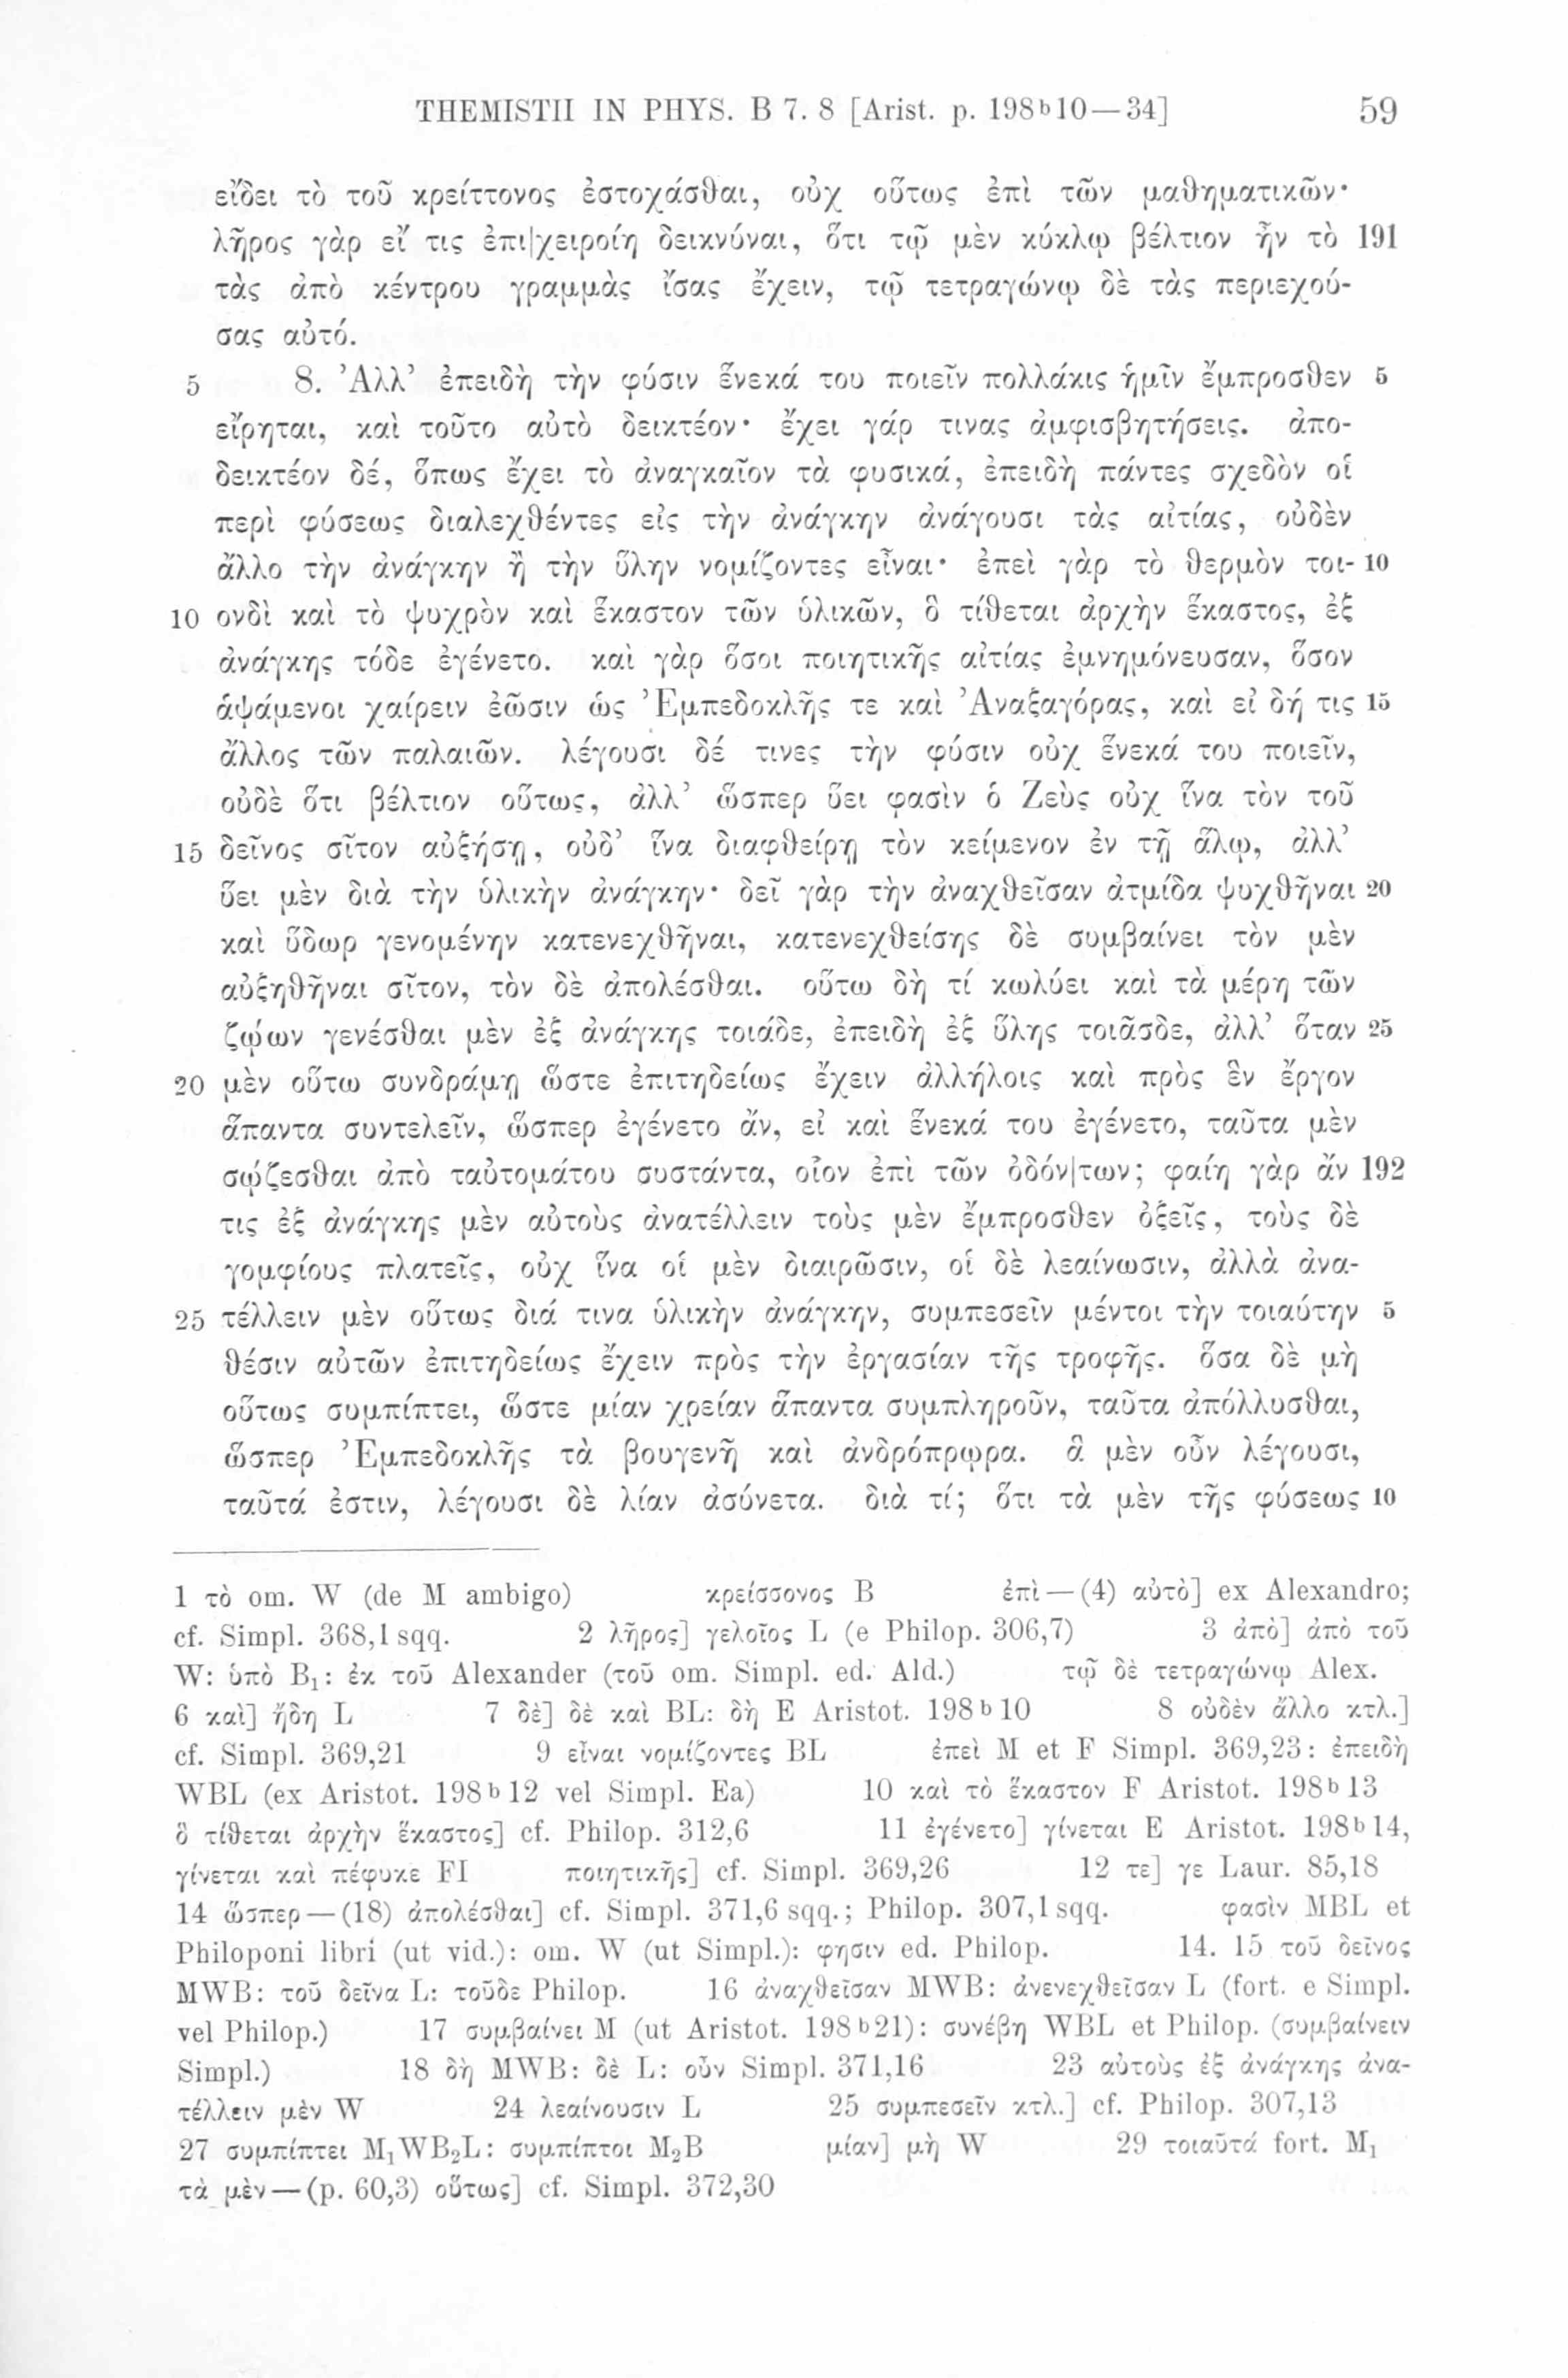 THEMISTII IN PHYS. B 7. 8 [Arist. p. 198b10—34] 59
εἴδει τὸ τοῦ κρείττονος ἐστοχάσθαι, οὐχ οὕτως ἐπὶ τῶν μαθηματικῶν·
λῆρος γὰρ εἴ τις ἐπι|χειροίη δεικνύναι, ὅτι τῷ μὲν κύκλῳ βέλτιον ἦν τὸ 191
τὰς ἀπὸ κέντρου γραμμὰς ἴσας ἔχειν, τῷ τετραγώνῳ δὲ τὰς περιεχού-
σας αὐτό.
5 8. Ἀλλ’ ἐπειδὴ τὴν φύσιν ἕνεκά του ποιεῖν πολλάκις ἡμῖν ἔμπροσθεν 5
εἴρηται, καὶ τοῦτο αὐτὸ δεικτέον· ἔχει γάρ τινας ἀμφισβητήσεις. ἀπο-
δεικτέον δέ, ὅπως ἔχει τὸ ἀναγκαῖον τὰ φυσικά, ἐπειδὴ πάντες σχεδὸν οἱ
περὶ φύσεως διαλεχθέντες εἰς τὴν ἀνάγκην ἀνάγουσι τὰς αἰτίας, οὐδὲν
ἄλλο τὴν ἀνάγκην ἢ τὴν ὕλην νομίζοντες εἶναι· ἐπεὶ γὰρ τὸ θερμὸν τοι- 10
10 ονδὶ καὶ τὸ ψυχρὸν καὶ ἕκαστον τῶν ὑλικῶν, ὃ τίθεται ἀρχὴν ἕκαστος, ἐξ
ἀνάγκης τόδε ἐγένετο. καὶ γὰρ ὅσοι ποιητικῆς αἰτίας ἐμνημόνευσαν, ὅσον
ἁψάμενοι χαίρειν ἐῶσιν ὡς Ἐμπεδοκλῆς τε καὶ Ἀναξαγόρας, καὶ εἰ δή τις 15
ἄλλος τῶν παλαιῶν. λέγουσι δέ τινες τὴν φύσιν οὐχ ἕνεκά του ποιεῖν,
οὐδὲ ὅτι βέλτιον οὕτως, ἀλλ’ ὥσπερ ὕει φασὶν ὁ Ζεὺς οὐχ ἵνα τὸν τοῦ
15 δεῖνος σῖτον αὐξήσῃ, οὐδ’ ἵνα διαφθείρῃ τὸν κείμενον ἐν τῇ ἅλῳ, ἀλλ’
ὕει μὲν διὰ τὴν ὑλικὴν ἀνάγκην· δεῖ γὰρ τὴν ἀναχθεῖσαν ἀτμίδα ψυχθῆναι 20
καὶ ὕδωρ γενομένην κατενεχθῆναι, κατενεχθείσης δὲ συμβαίνει τὸν μὲν
αὐξηθῆναι σῖτον, τὸν δὲ ἀπολέσθαι. οὕτω δὴ τί κωλύει καὶ τὰ μέρη τῶν
ζῴων γενέσθαι μὲν ἐξ ἀνάγκης τοιάδε, ἐπειδὴ ἐξ ὕλης τοιᾶσδε, ἀλλ’ ὅταν 25
20 μὲν οὕτω συνδράμῃ ὥστε ἐπιτηδείως ἔχειν ἀλλήλοις καὶ πρὸς ἓν ἔργον
ἅπαντα συντελεῖν, ὥσπερ ἐγένετο ἄν, εἰ καὶ ἕνεκά του ἐγένετο, ταῦτα μὲν
σῴζεσθαι ἀπὸ ταὐτομάτου συστάντα, οἷον ἐπὶ τῶν ὀδόν|των; φαίη γὰρ ἄν 192
τις ἐξ ἀνάγκης μὲν αὐτοὺς ἀνατέλλειν τοὺς μὲν ἔμπροσθεν ὀξεῖς, τοὺς δὲ
γομφίους πλατεῖς, οὐχ ἵνα οἱ μὲν διαιρῶσιν, οἱ δὲ λεαίνωσιν, ἀλλὰ ἀνα-
25 τέλλειν μὲν οὕτως διά τινα ὑλικὴν ἀνάγκην, συμπεσεῖν μέντοι τὴν τοιαύτην 5
θέσιν αὐτῶν ἐπιτηδείως ἔχειν πρὸς τὴν ἐργασίαν τῆς τροφῆς. ὅσα δὲ μὴ
οὕτως συμπίπτει, ὥστε μίαν χρείαν ἅπαντα συμπληροῦν, ταῦτα ἀπόλλυσθαι,
ὥσπερ Ἐμπεδοκλῆς τὰ βουγενῆ καὶ ἀνδρόπρῳρα. ἃ μὲν οὖν λέγουσι,
ταῦτά ἐστιν, λέγουσι δὲ λίαν ἀσύνετα. διὰ τί; ὅτι τὰ μὲν τῆς φύσεως 10
1 τὸ om. W (de M ambigo) κρείσσονος B ἐπὶ — (4) αὐτὸ] ex Alexandro;
cf. Simpl. 368,1 sqq. 2 λῆρος] γελοῖος L (e Philop. 306,7) 3 ἀπὸ] ἀπὸ τοῦ
W: ὑπὸ B1: ἐκ τοῦ Alexander (τοῦ om. Simpl. ed. Ald.) τῷ δὲ τετραγώνῳ Alex.
6 καὶ] ἤδη L 7 δὲ] δὲ καὶ BL: δὴ E Aristot. 198b10 8 οὐδὲν ἄλλο κτλ.]
cf. Simpl. 369,21 9 εἶναι νομίζοντες BL ἐπεὶ M et F Simpl. 369,23: ἐπειδὴ
WBL (ex Aristot. 198b12 vel Simpl. Ea) 10 καὶ τὸ ἕκαστον F Aristot. 198b13
ὃ τίθεται ἀρχὴν ἕκαστος] cf. Philop. 312,6 11 ἐγένετο] γίνεται E Aristot. 198b14,
γίνεται καὶ πέφυκε FI ποιητικῆς] cf. Simpl. 369,26 12 τε] γε Laur. 85,18
14 ὥσπερ — (18) ἀπολέσθαι] cf. Simpl. 371,6 sqq.; Philop. 307,1 sqq. φασὶν MBL et
Philoponi libri (ut vid.): om. W (ut Simpl.): φησιν ed. Philop. 14. 15 τοῦ δεῖνος
MWB: τοῦ δεῖνα L: τοῦδε Philop. 16 ἀναχθεῖσαν MWB: ἀνενεχθεῖσαν L (fort. e Simpl.
vel Philop.) 17 συμβαίνει M (ut Aristot. 198b21): συνέβη WBL et Philop. (συμβαίνειν
Simpl.) 18 δὴ MWB: δὲ L: οὖν Simpl. 371,16 23 αὐτοὺς ἐξ ἀνάγκης ἀνα-
τέλλειν μὲν W 24 λεαίνουσιν L 25 συμπεσεῖν κτλ.] cf. Philop. 307,13
27 συμπίπτει M1WB2L: συμπίπτοι M2B μίαν] μὴ W 29 τοιαῦτά fort. M1
τὰ μὲν — (p. 60,3) οὕτως] cf. Simpl. 372,30